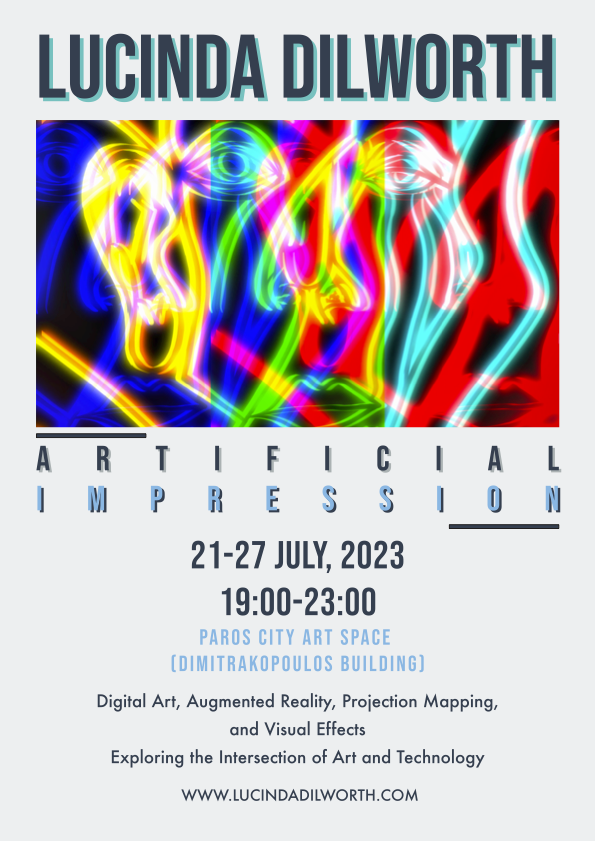 LUCINDA DILWORTH
ARTIFICIAL
IMPRESSION
21-27 JULY, 2023
19:00-23:00
PAROS CITY ART SPACE
(DIMITRAKOPOULOS BUILDING)
Digital Art, Augmented Reality, Projection Mapping,
and Visual Effects
Exploring the Intersection of Art and Technology
WWW.LUCINDADILWORTH.COM